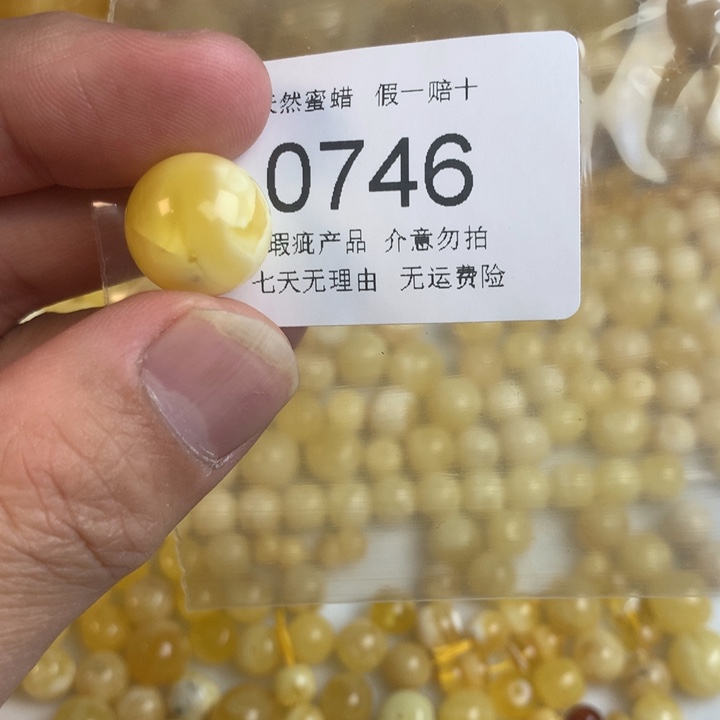 天然蜜蜡 假一赔十
0746
瑕疵产品 介意勿拍
七天无理由 无运费险